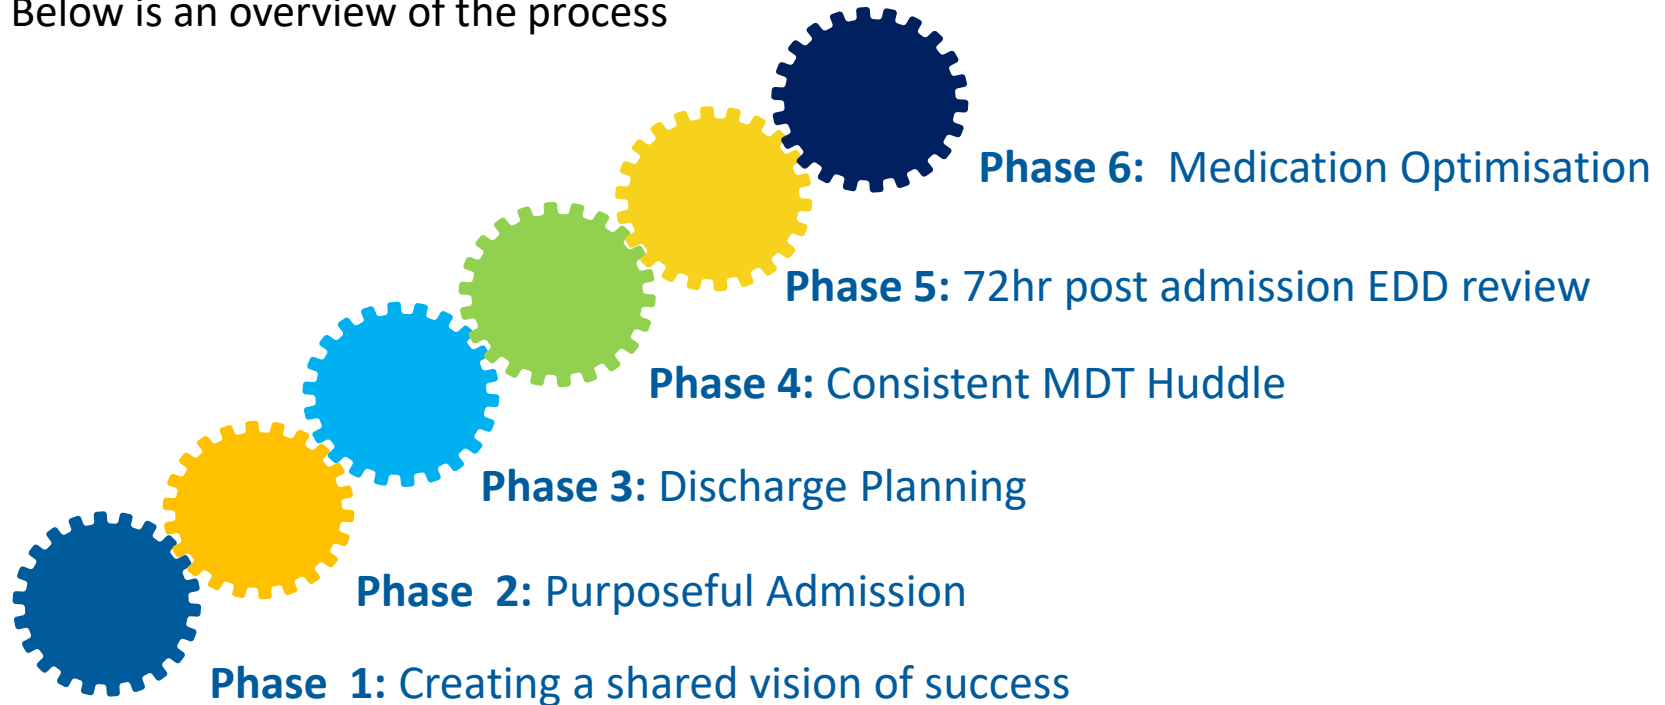 Below is an overview of the process
Phase 6: Medication Optimisation
Phase 5: 72hr post admission EDD review
Phase 4: Consistent MDT Huddle
Phase 3: Discharge Planning
Phase 2: Purposeful Admission
Phase 1: Creating a shared vision of success